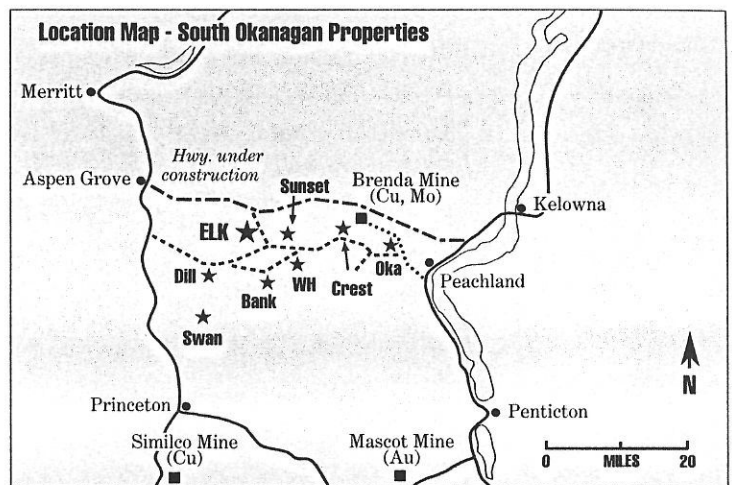 Location Map - South Okanagan Properties
Merritt
Aspen Grove
Hwy. under
construction
Sunset
Brenda Mine
(Cu, Mo)
Kelowna
ELK
Dill
Bank
WH
Crest
Oka
Peachland
Swan
N
Princeton
Penticton
Similco Mine
(Cu)
Mascot Mine
(Au)
0 MILES 20